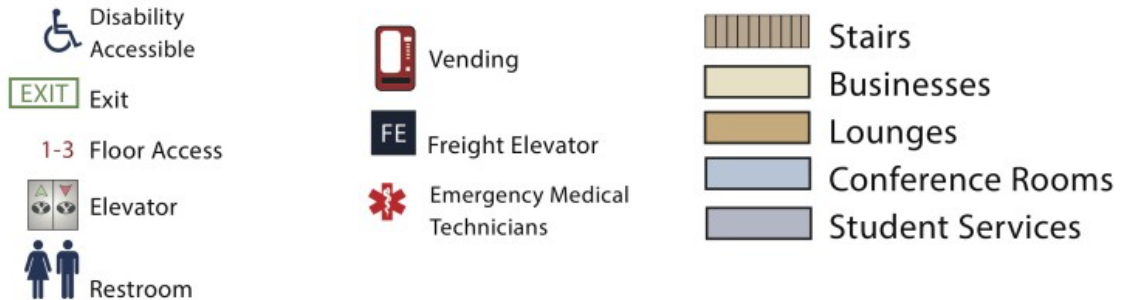 Disability
Accessible
EXIT Exit
1-3 Floor Access
Elevator
Restroom
Vending
FE Freight Elevator
Emergency Medical
Technicians
Stairs
Businesses
Lounges
Conference Rooms
Student Services